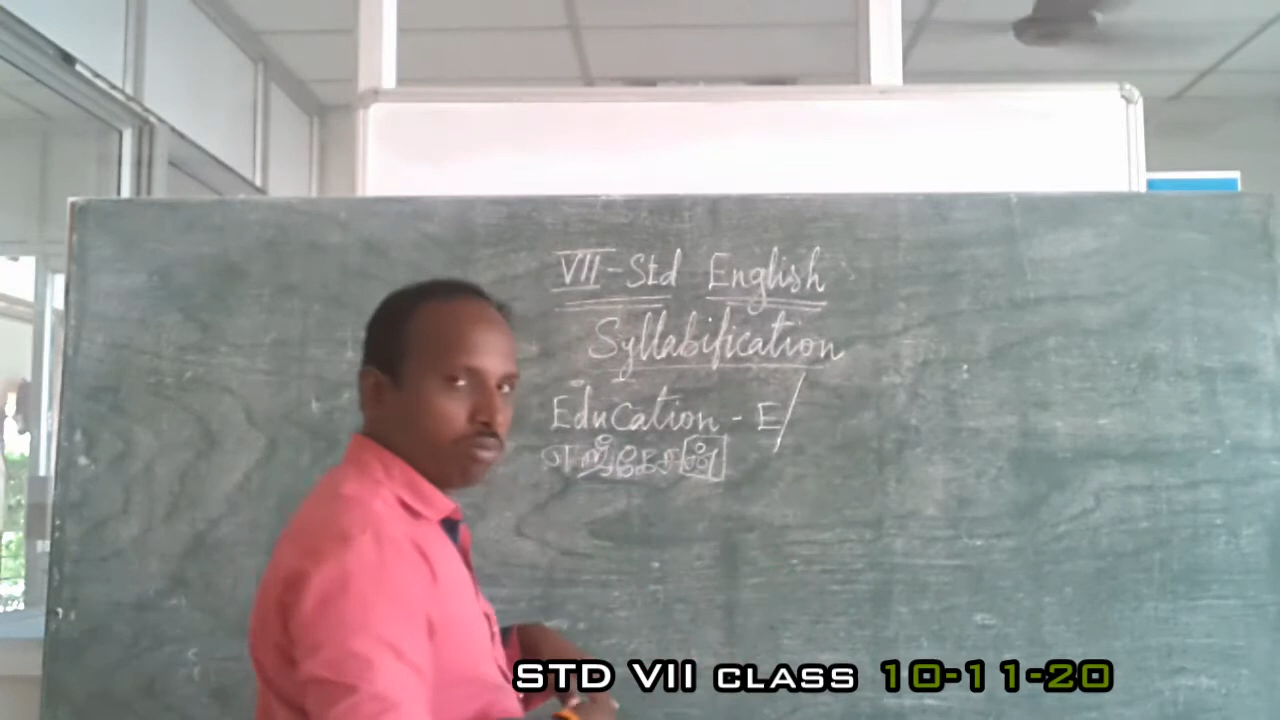 VII-Std English
Syllabification
Education - E/
STD VII CLASS 10-11-20